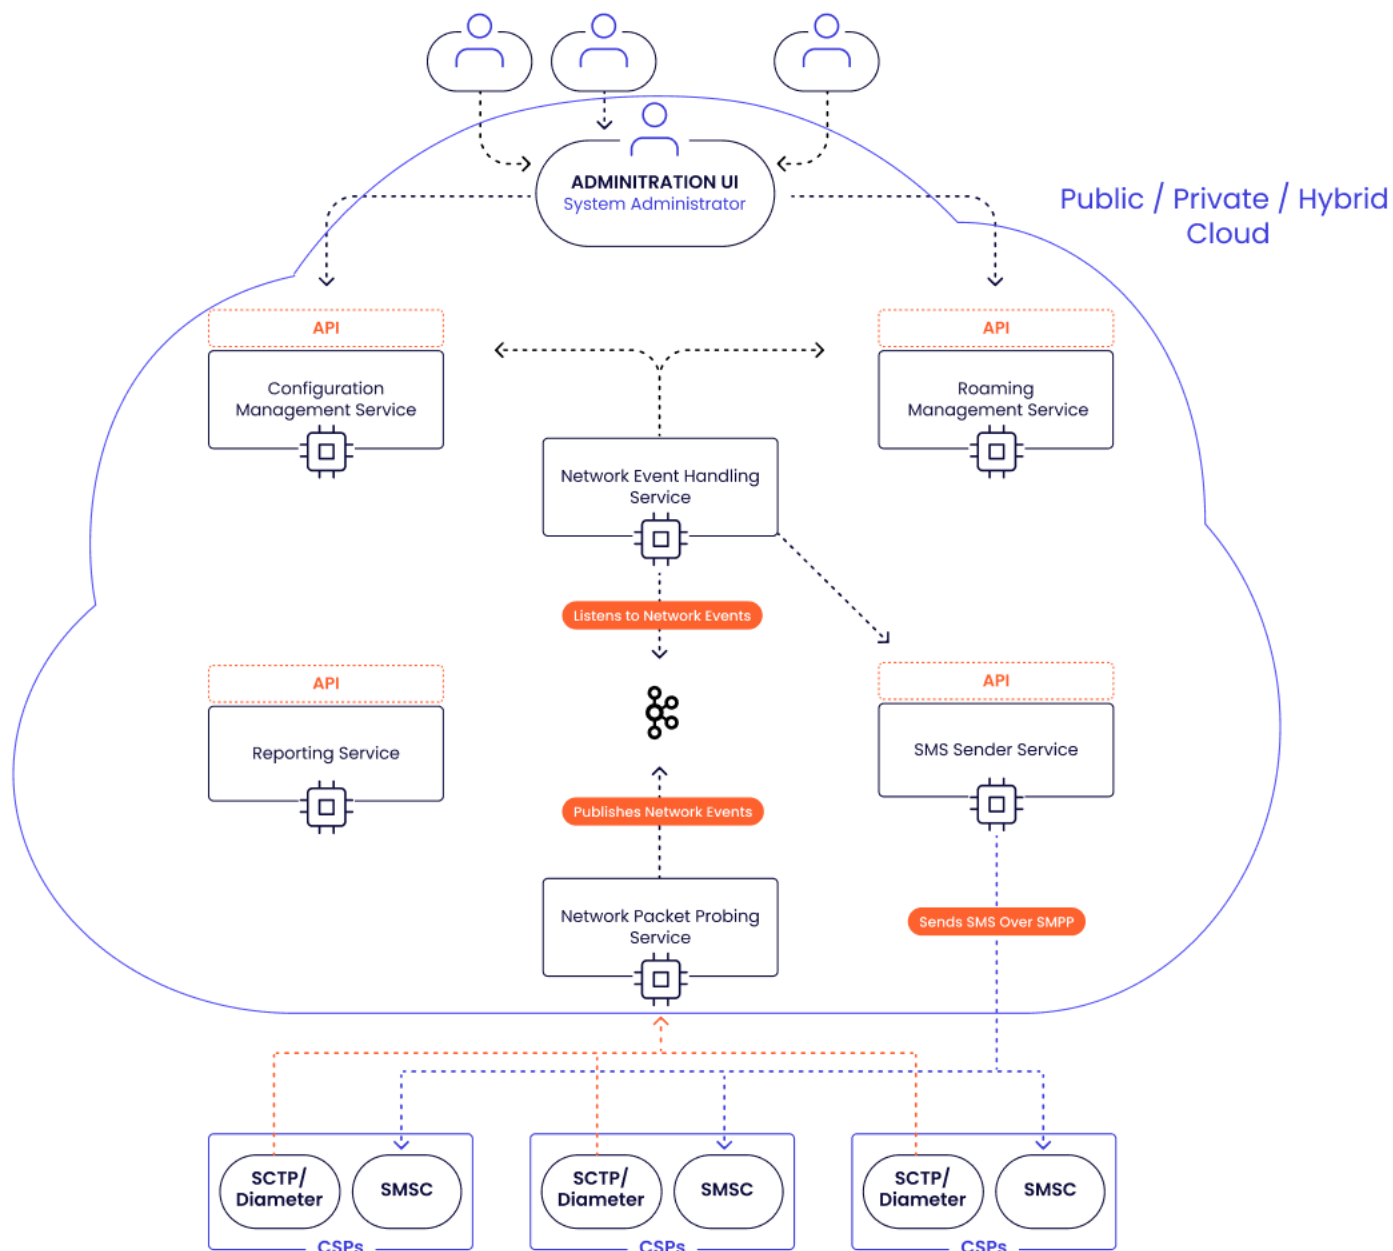 ADMINITRATION UI
System Administrator
Public / Private / Hybrid
Cloud
API
Configuration
Management Service
API
Roaming
Management Service
Network Event Handling
Service
Listens to Network Events
API
Reporting Service
API
SMS Sender Service
Publishes Network Events
Network Packet Probing
Service
Sends SMS Over SMPP
SCTP/
Diameter
SMSC
CSPs
SCTP/
Diameter
SMSC
CSPs
SCTP/
Diameter
SMSC
CSPs